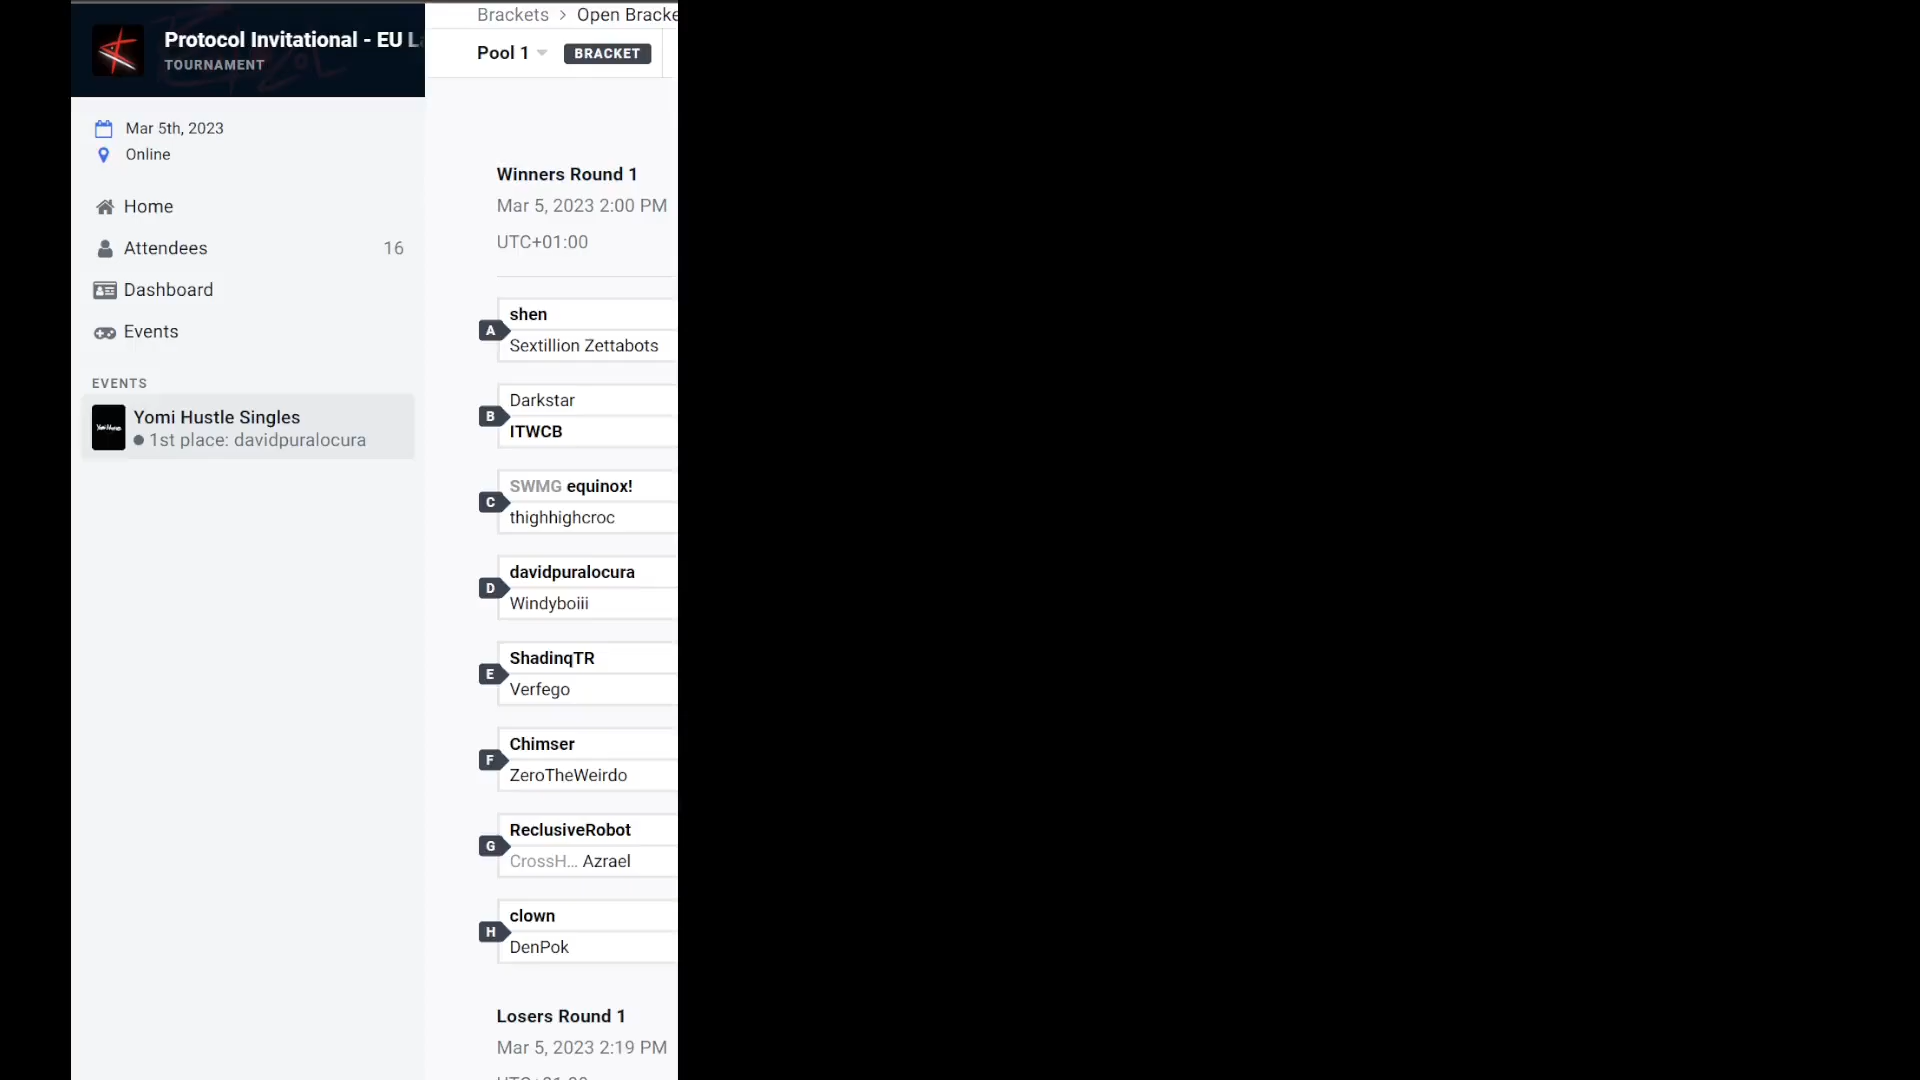 Protocol Invitational - EU L
TOURNAMENT
Mar 5th, 2023
Online
Home
Attendees 16
Dashboard
Events
EVENTS
Yomi Hustle Singles
1st place: davidpuralocura
Brackets > Open Bracke
Pool 1 BRACKET
Winners Round 1
Mar 5, 2023 2:00 PM
UTC+01:00
A
shen
Sextillion Zettabots
B
Darkstar
ITWCB
C
SWMG equinox!
thighhighcroc
D
davidpuralocura
Windyboiii
E
ShadinqTR
Verfego
F
Chimser
ZeroTheWeirdo
G
ReclusiveRobot
CrossH... Azrael
H
clown
DenPok
Losers Round 1
Mar 5, 2023 2:19 PM